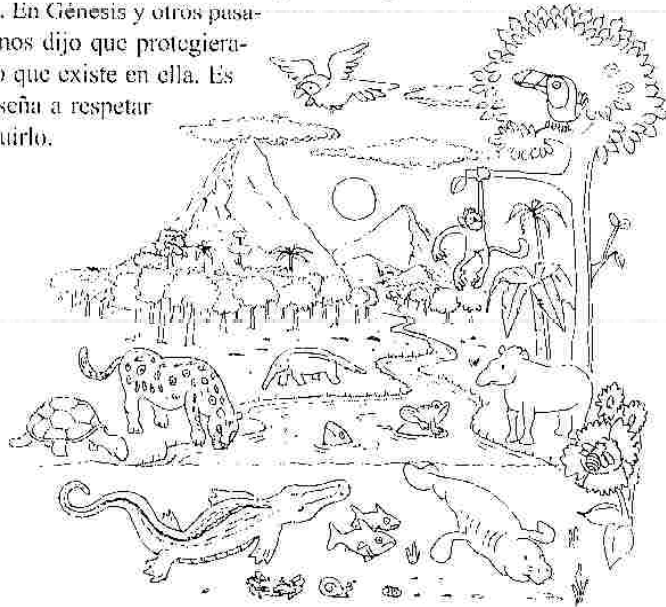 . En Génesis y otros pasa-
nos dijo que protegiera-
o que existe en ella. Es
seña a respetar
uirlo.